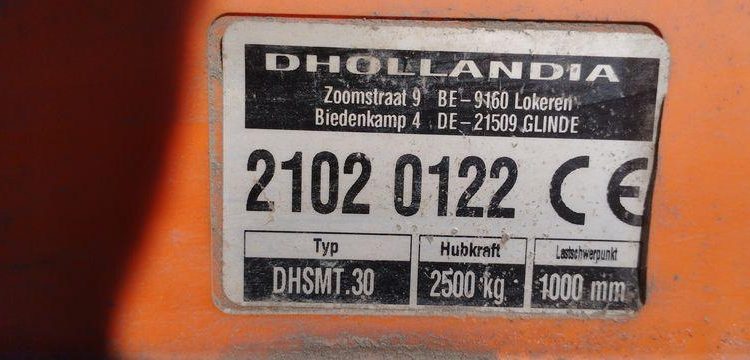 DHOLLANDIA
Zoomstraat 9 BE-9160 Lokeren
Biedenkamp 4 DE-21509 GLINDE
2102 0122 CE
Typ Hubkraft Lastschwerpunkt
DHSMT.30 2500 kg 1000 mm